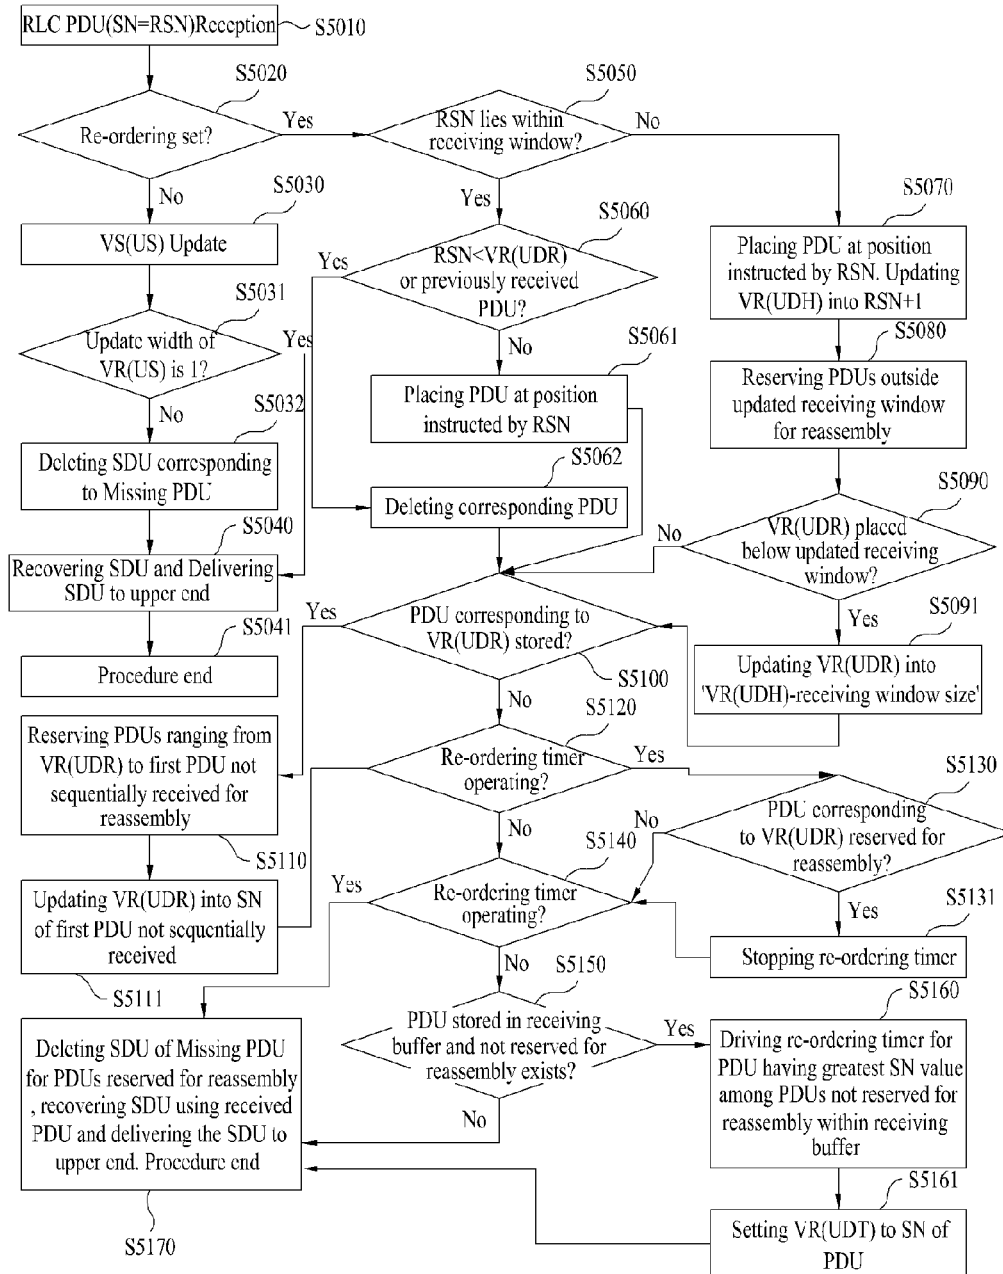 RLC PDU(SN=RSN)Reception
S5010
S5020
Re-ordering set?
Yes
No
S5050
RSN lies within
receiving window?
No
Yes
S5030
VS(US) Update
S5031
Update width of
VR(US) is 1?
Yes
No
S5032
Deleting SDU corresponding
to Missing PDU
S5040
Recovering SDU and Delivering
SDU to upper end
S5041
Procedure end
S5060
RSN<VR(UDR)
or previously received
PDU?
Yes
No
S5061
Placing PDU at position
instructed by RSN
S5062
Deleting corresponding PDU
S5070
Placing PDU at position
instructed by RSN. Updating
VR(UDH) into RSN+1
S5080
Reserving PDUs outside
updated receiving window
for reassembly
S5090
VR(UDR) placed
below updated receiving
window?
No
Yes
S5091
Updating VR(UDR) into
'VR(UDH)-receiving window size'
PDU corresponding to
VR(UDR) stored?
Yes
S5100
No
Reserving PDUs ranging from
VR(UDR) to first PDU not
sequentially received for
reassembly
S5110
Updating VR(UDR) into SN
of first PDU not sequentially
received
S5111
S5120
Re-ordering timer
operating?
Yes
No
S5130
PDU corresponding
to VR(UDR) reserved for
reassembly?
No
Yes
S5131
Stopping re-ordering timer
S5140
Re-ordering timer
operating?
Yes
No
S5150
PDU stored in receiving
buffer and not reserved for
reassembly exists?
Yes
No
S5160
Driving re-ordering timer for
PDU having greatest SN value
among PDUs not reserved for
reassembly within receiving
buffer
S5161
Setting VR(UDT) to SN of
PDU
Deleting SDU of Missing PDU
for PDUs reserved for reassembly
, recovering SDU using received
PDU and delivering the SDU to
upper end. Procedure end
S5170